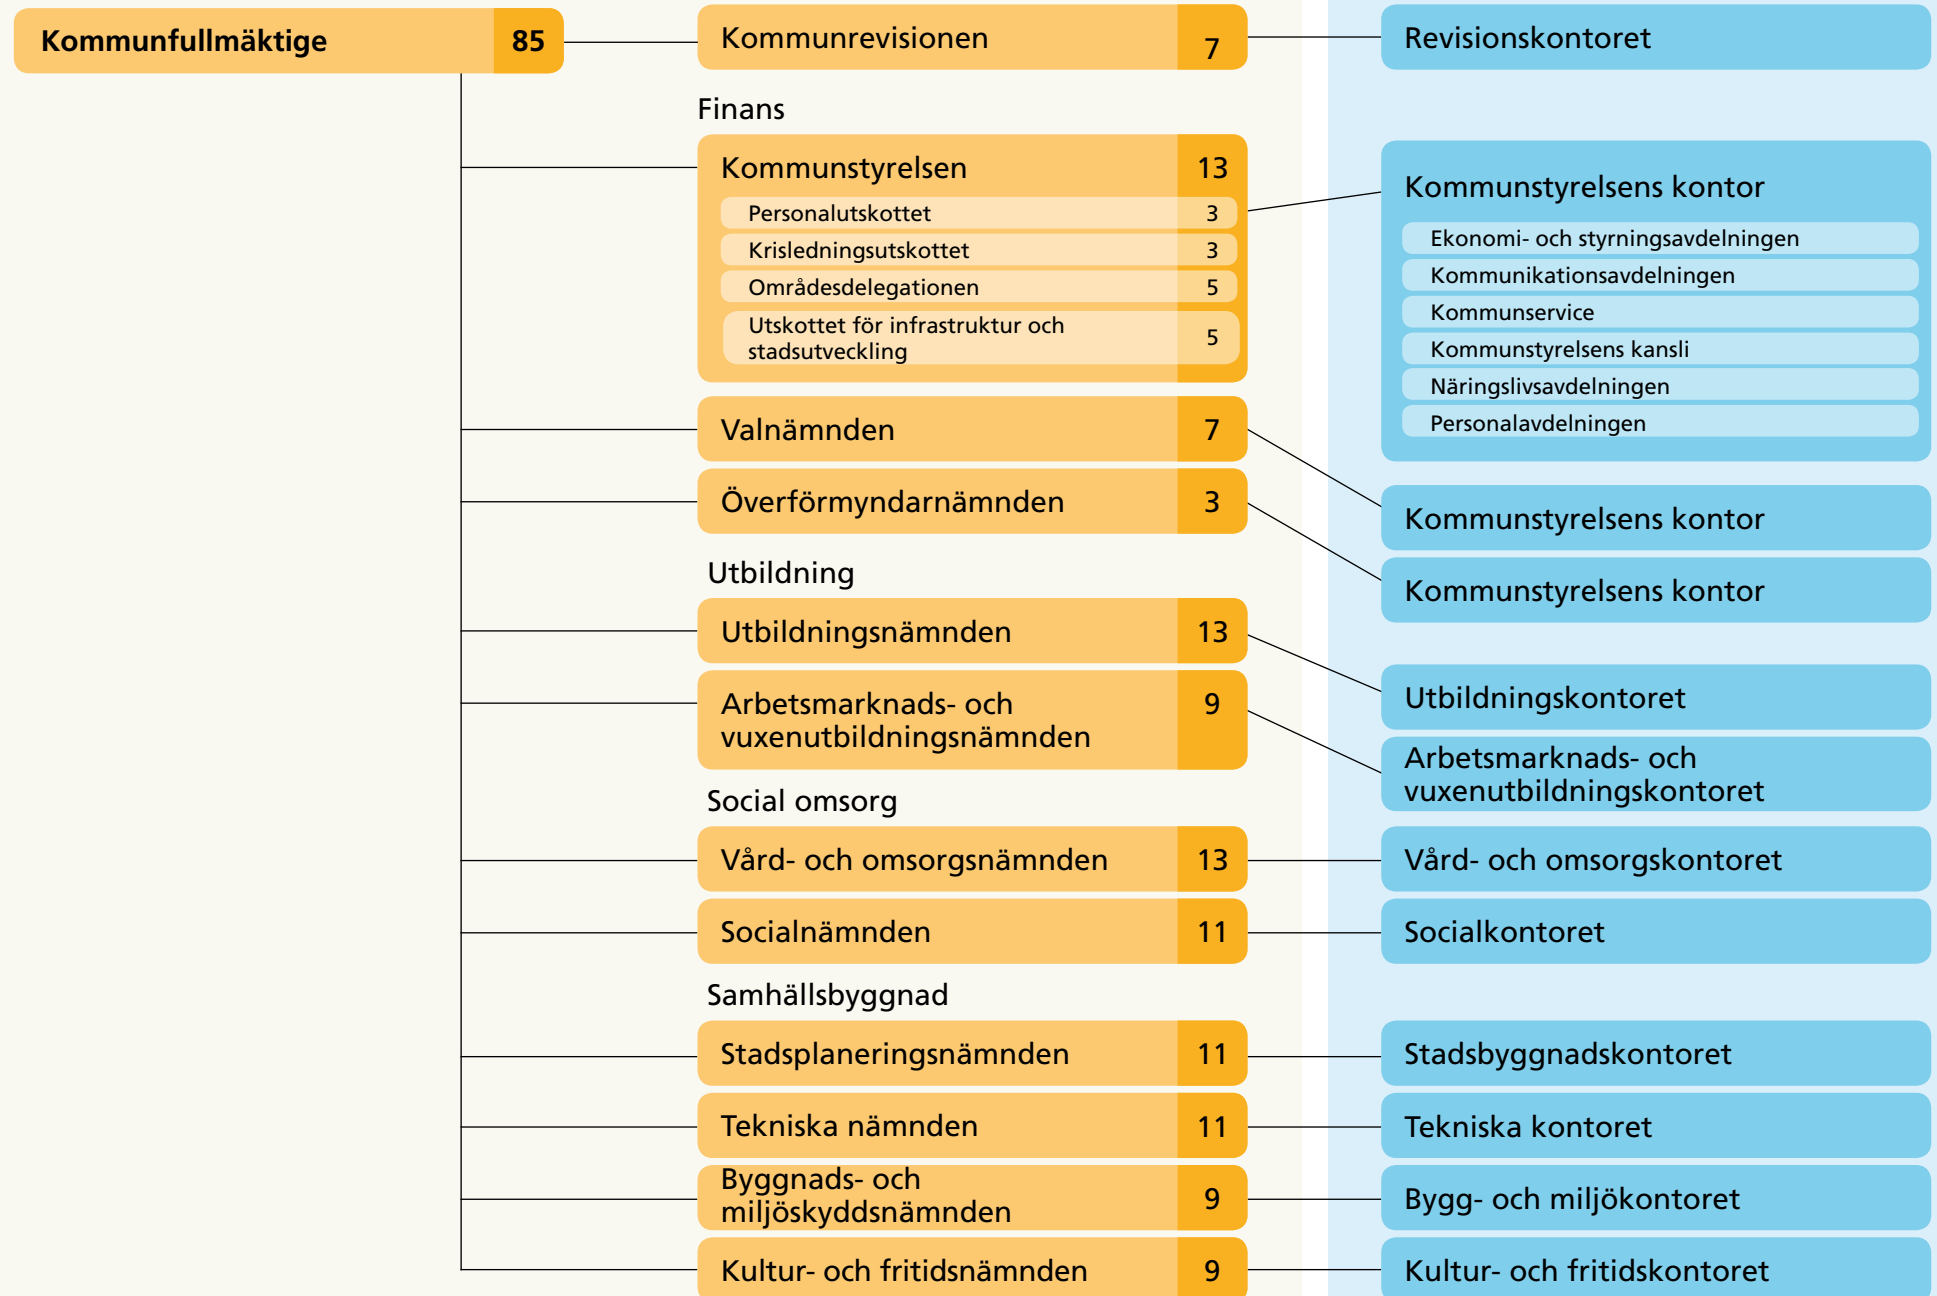 Kommunfullmäktige 85
Kommunrevisionen 7
Revisionskontoret
Finans
Kommunstyrelsen 13
Personalutskottet 3
Krisledningsutskottet 3
Områdesdelegationen 5
Utskottet för infrastruktur och
stadsutveckling 5
Kommunstyrelsens kontor
Ekonomi- och styrningsavdelningen
Kommunikationsavdelningen
Kommunservice
Kommunstyrelsens kansli
Näringslivsavdelningen
Personalavdelningen
Valnämnden 7
Kommunstyrelsens kontor
Överförmyndarnämnden 3
Kommunstyrelsens kontor
Utbildning
Utbildningsnämnden 13
Utbildningskontoret
Arbetsmarknads- och 9
vuxenutbildningsnämnden
Arbetsmarknads- och
vuxenutbildningskontoret
Social omsorg
Vård- och omsorgsnämnden 13
Vård- och omsorgskontoret
Socialnämnden 11
Socialkontoret
Samhällsbyggnad
Stadsplaneringsnämnden 11
Stadsbyggnadskontoret
Tekniska nämnden 11
Tekniska kontoret
Byggnads- och
miljöskyddsnämnden 9
Bygg- och miljökontoret
Kultur- och fritidsnämnden 9
Kultur- och fritidskontoret